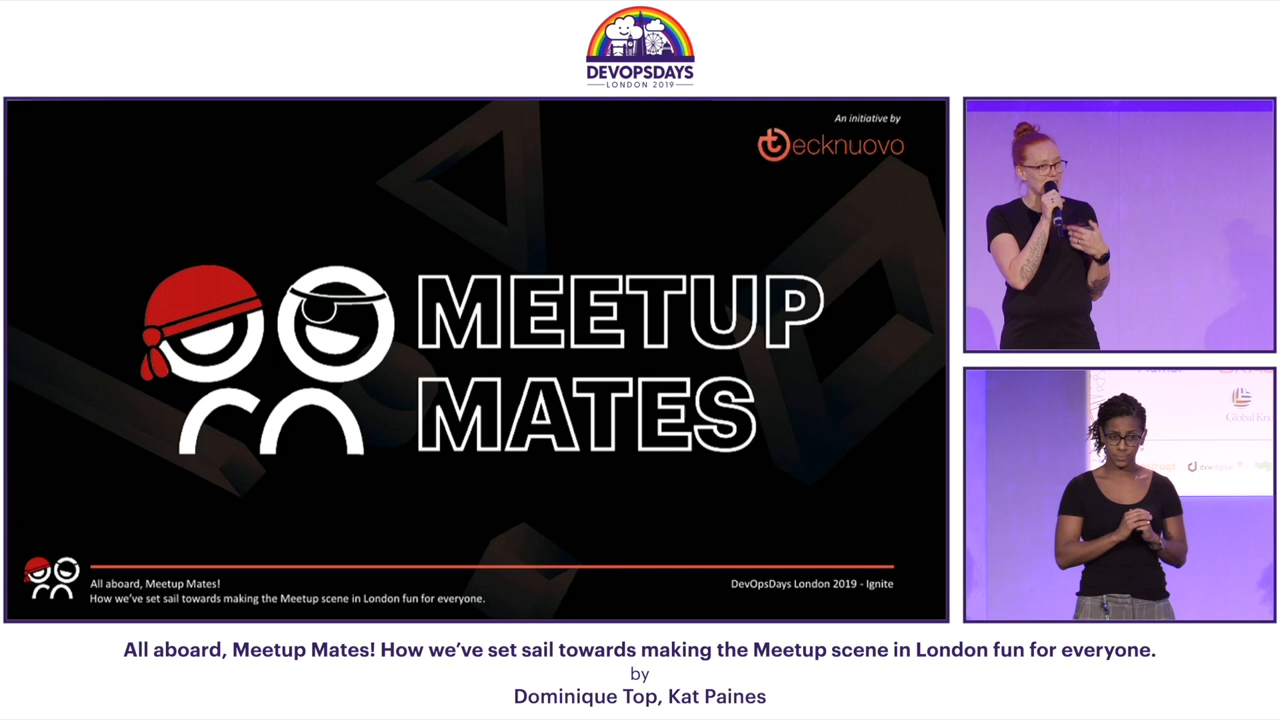 DEVOPSDAYS
LONDON 2019
An initiative by
tecknuovo
MEETUP
MATES
All aboard, Meetup Mates!
How we've set sail towards making the Meetup scene in London fun for everyone.
DevOpsDays London 2019 - Ignite
All aboard, Meetup Mates! How we've set sail towards making the Meetup scene in London fun for everyone.
by
Dominique Top, Kat Paines